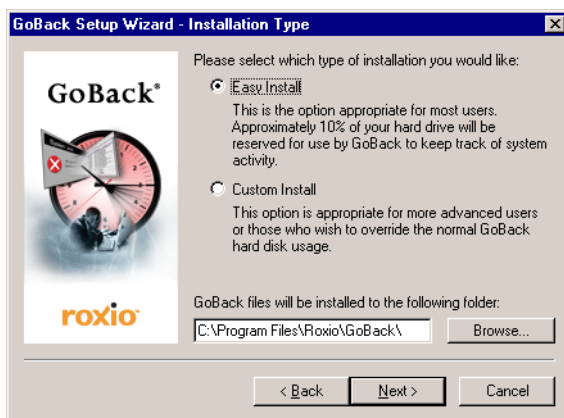 GoBack Setup Wizard - Installation Type
Please select which type of installation you would like:
GoBack®
Easy Install
This is the option appropriate for most users.
Approximately 10% of your hard drive will be
reserved for use by GoBack to keep track of system
activity.
Custom Install
This option is appropriate for more advanced users
or those who wish to override the normal GoBack
hard disk usage.
roxio
GoBack files will be installed to the following folder:
C:\Program Files\Roxio\GoBack\
Browse...
< Back
Next >
Cancel